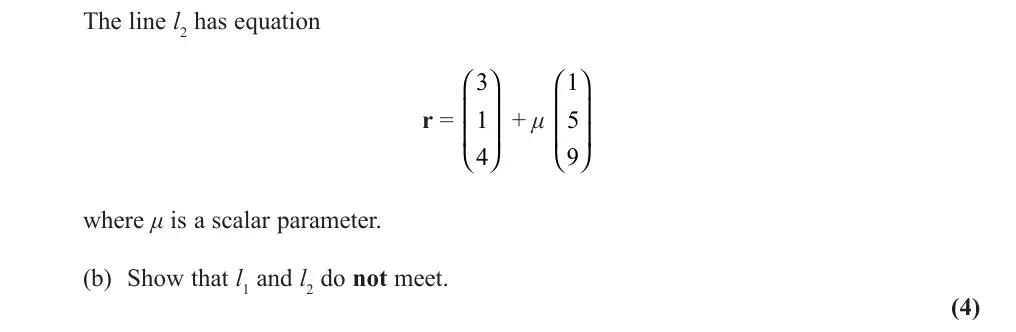 The line l₂ has equation
r = (3 1 4) + μ (1 5 9)
where μ is a scalar parameter.
(b) Show that l₁ and l₂ do not meet.
(4)